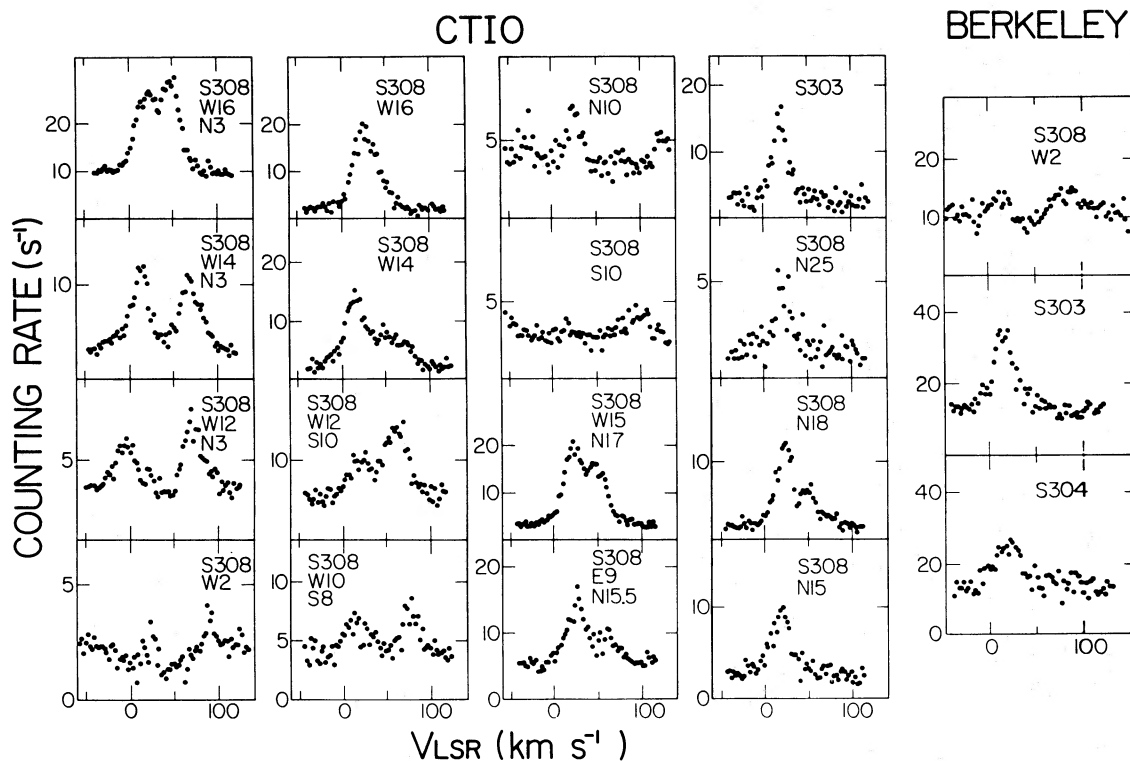 CTIO
BERKELEY
COUNTING RATE (s⁻¹)
S308
W16
N3
20
10
S308
W16
20
10
S308
N10
5
S303
20
10
0
S308
W2
20
10
S308
W14
N3
10
S308
W14
20
10
S308
S10
5
S308
N25
5
S303
40
20
S308
W12
N3
5
S308
W12
S10
10
S308
W15
N17
20
10
S308
N18
10
S304
40
20
0
0
100
S308
W2
5
0
0
100
S308
W10
S8
10
5
0
0
100
S308
E9
N15.5
20
10
0
0
100
S308
N15
10
0
0
100
VLSR (km s⁻¹)